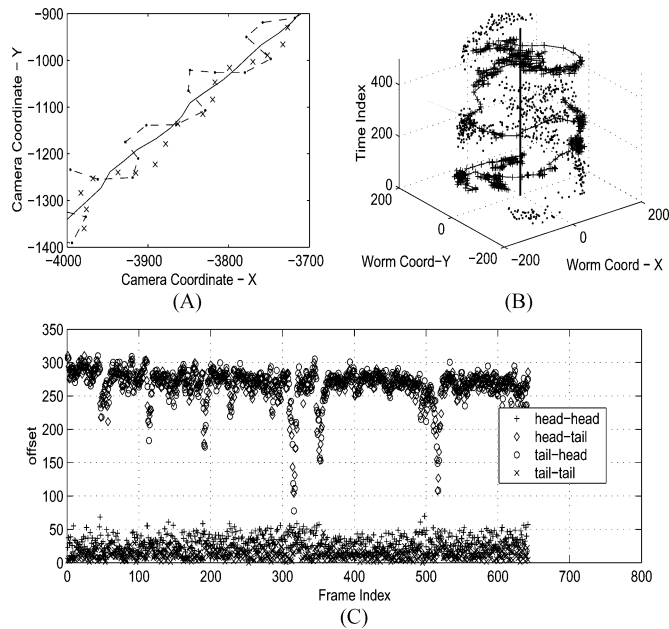 −900
−1000
−1100
−1200
−1300
−1400
−4000
−3900
−3800
−3700
Camera Coordinate − Y
Camera Coordinate − X
(A)
400
200
0
200
0
−200
−200
0
200
Time Index
Worm Coord−Y
Worm Coord − X
(B)
350
300
250
200
150
100
50
0
offset
head−head
head−tail
tail−head
tail−tail
0
100
200
300
400
500
600
700
800
Frame Index
(C)